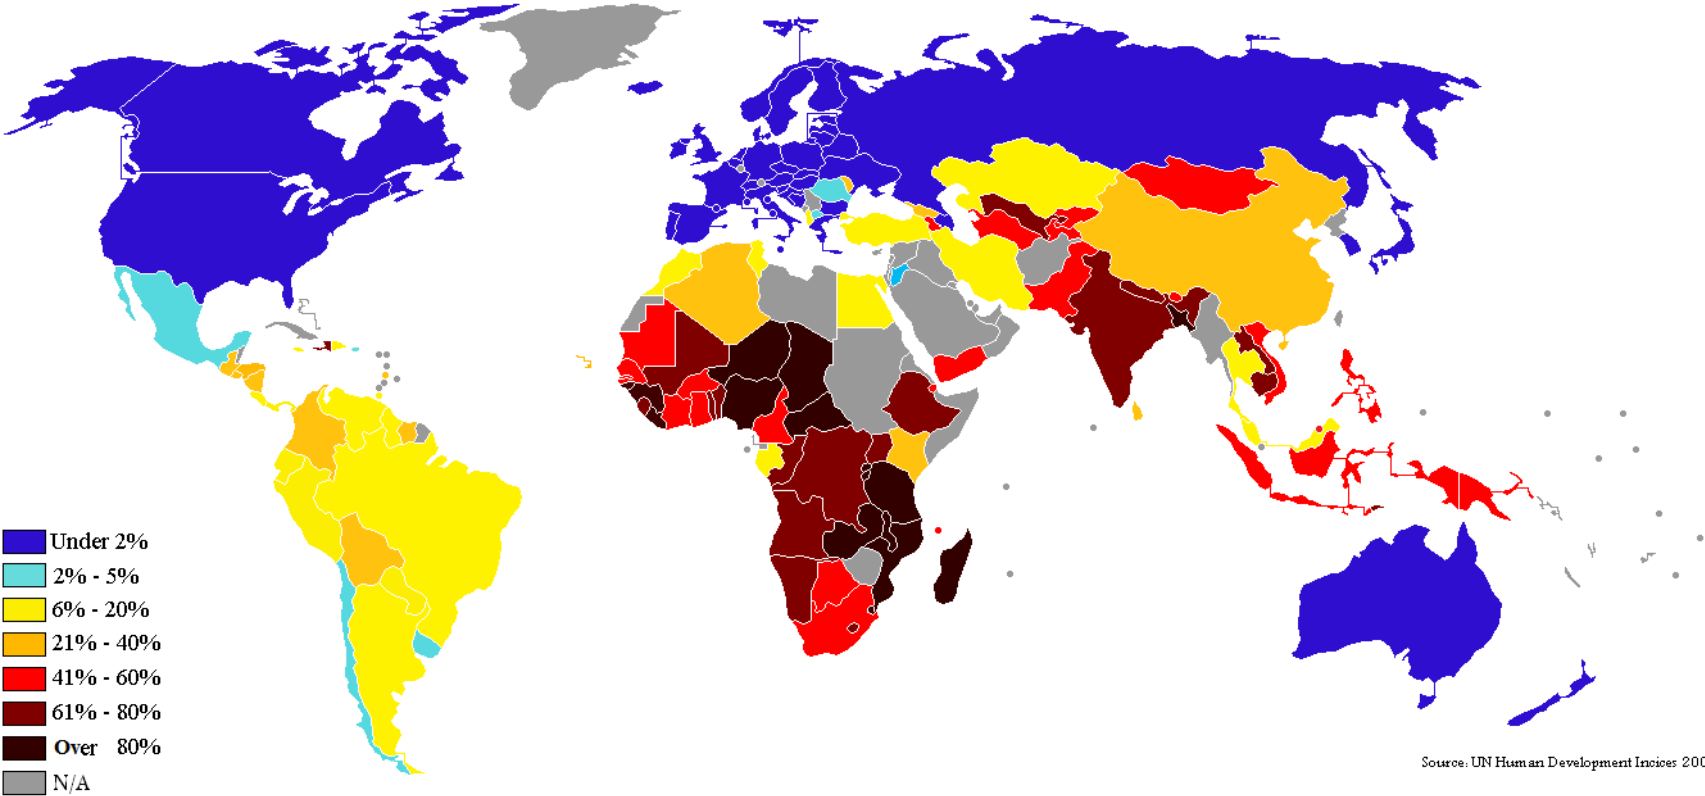 Under 2%
2% - 5%
6% - 20%
21% - 40%
41% - 60%
61% - 80%
Over 80%
N/A
Source: UN Human Development Incices 200